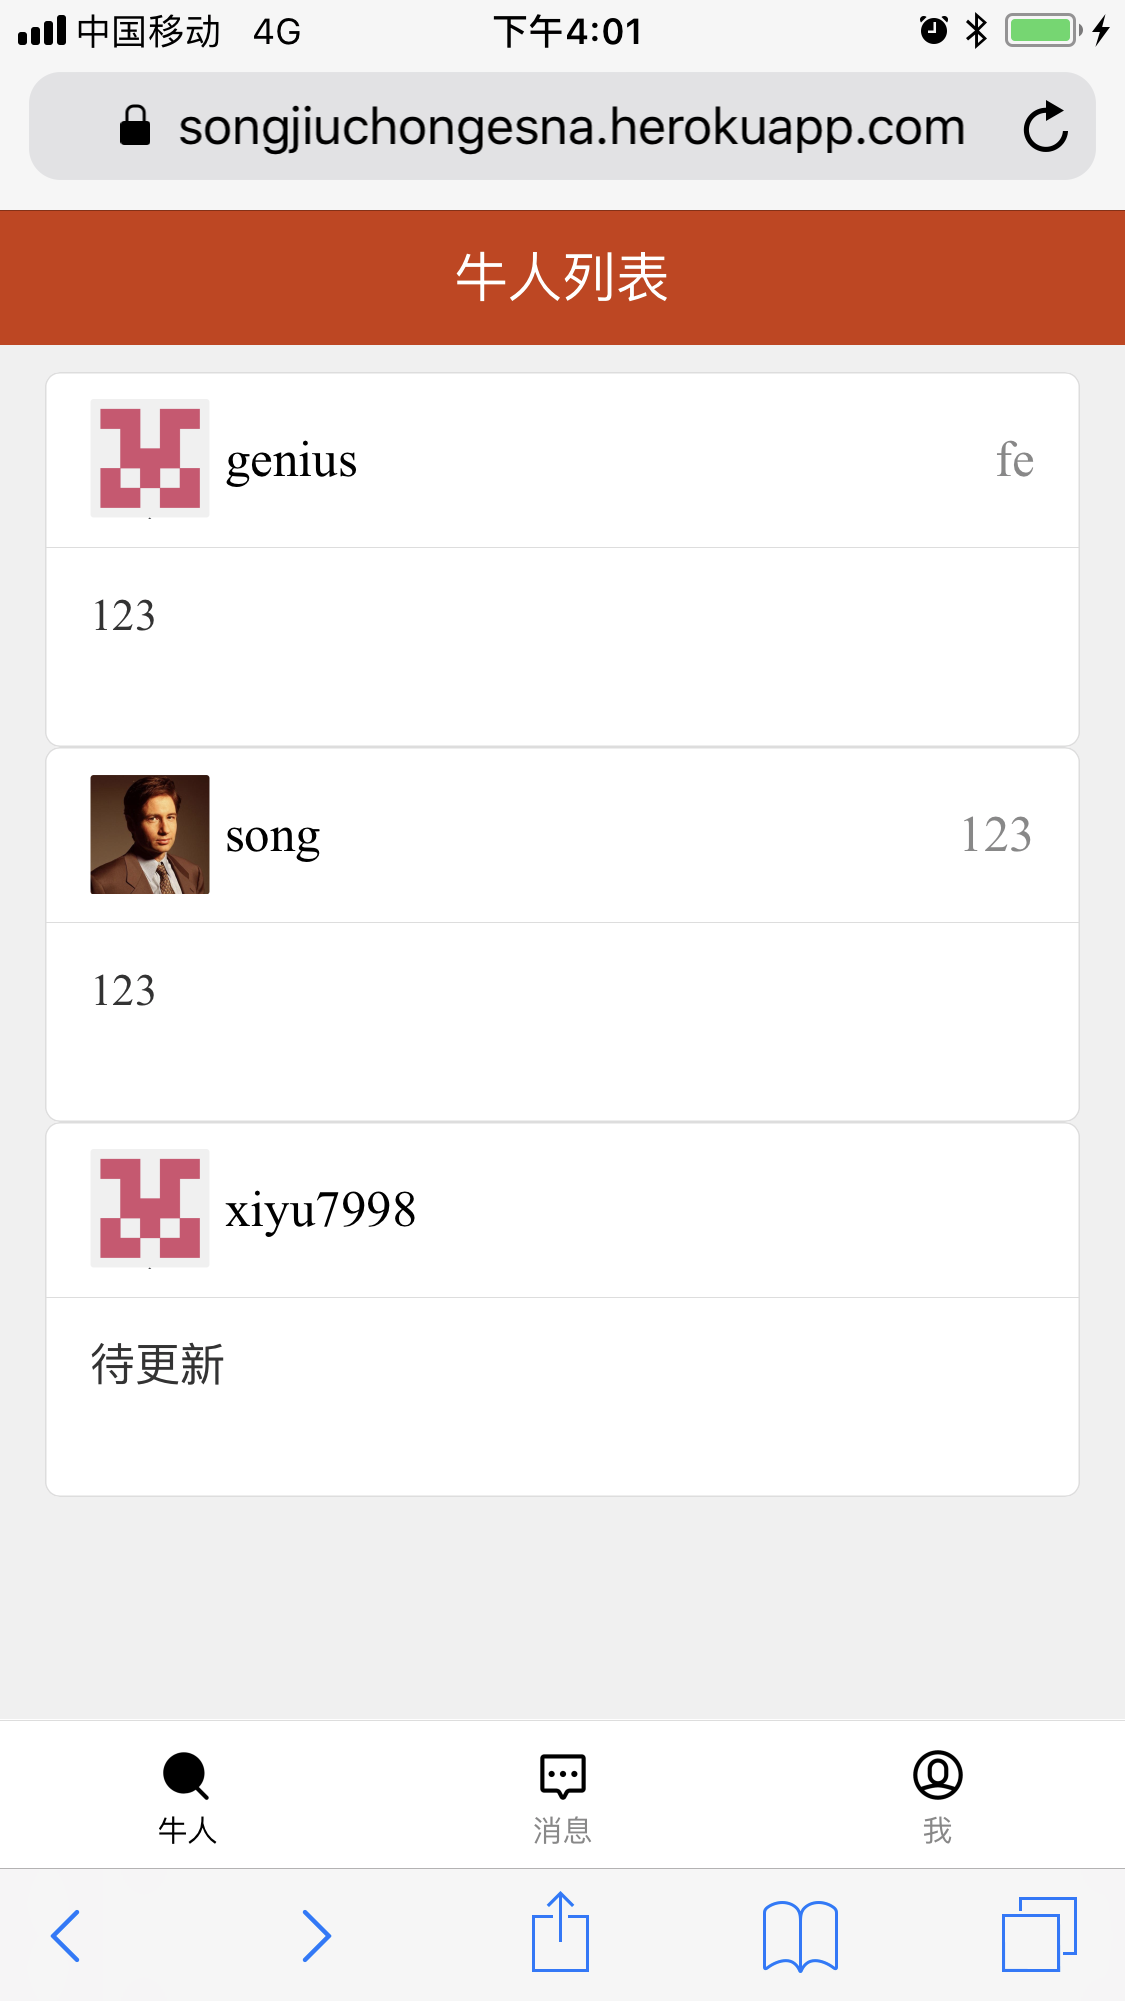 中国移动 4G 下午4:01
songjiuchongesna.herokuapp.com
牛人列表
genius fe
123
song 123
123
xiyu7998
待更新
牛人 消息 我